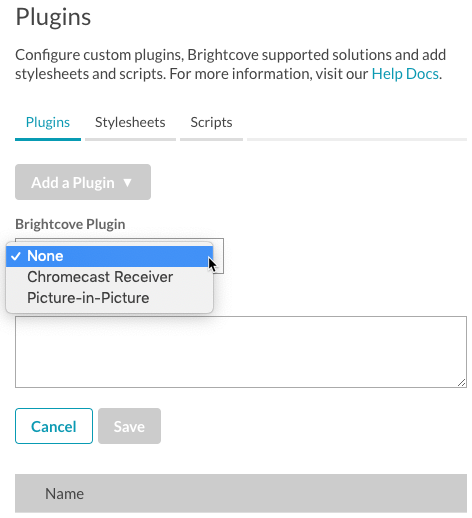 Plugins
Configure custom plugins, Brightcove supported solutions and add
stylesheets and scripts. For more information, visit our Help Docs.
Plugins Stylesheets Scripts
Add a Plugin ▼
Brightcove Plugin
✓ None
Chromecast Receiver
Picture-in-Picture
Cancel Save
Name